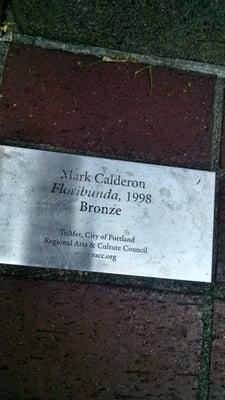 Mark Calderon
Floribunda, 1998
Bronze
TriMet, City of Portland
Regional Arts & Culture Council
racc.org